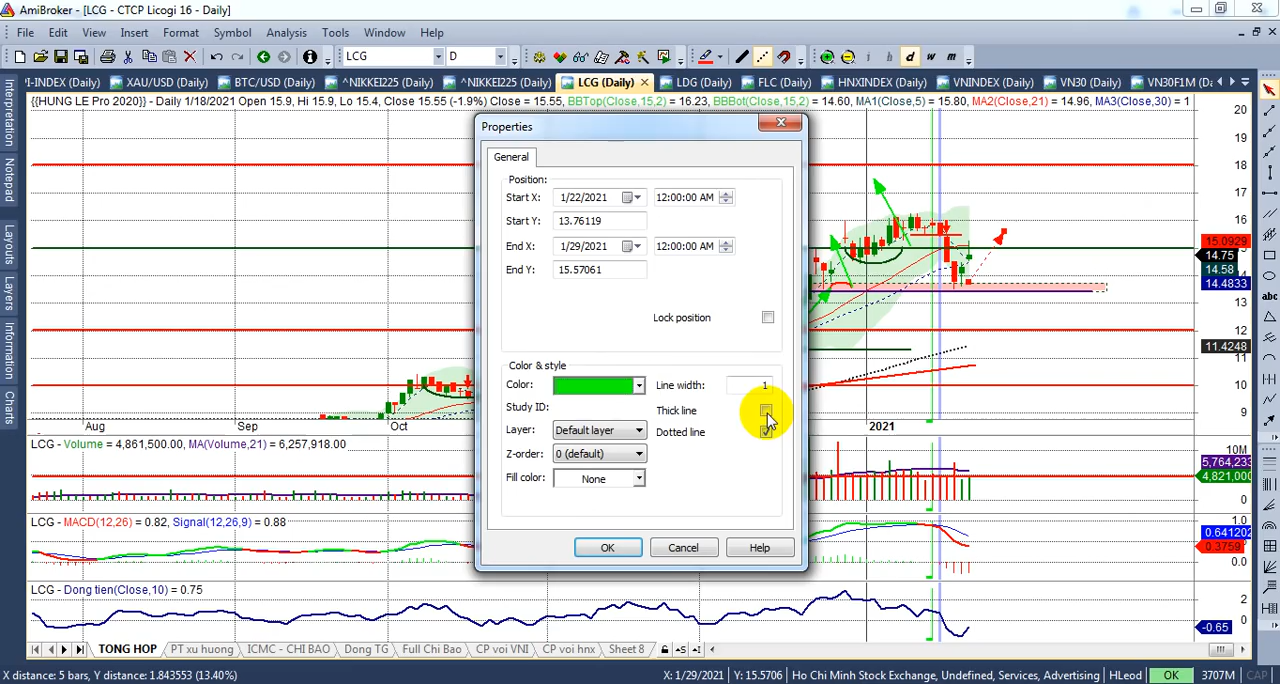 AmiBroker - [LCG - CTCP Licogi 16 - Daily]
File Edit View Insert Format Symbol Analysis Tools Window Help
LCG D h d w m
I-INDEX (Daily) XAU/USD (Daily) BTC/USD (Daily) ^NIKKEI225 (Daily) ^NIKKEI225 (Daily) LCG (Daily) LDG (Daily) FLC (Daily) HNXINDEX (Daily) VNINDEX (Daily) VN30 (Daily) VN30F1M (Da
{{HUNG LE Pro 2020}} - Daily 1/18/2021 Open 15.9, Hi 15.9, Lo 15.4, Close 15.55 (-1.9%) Close = 15.55, BBTop(Close,15,2) = 16.23, BBBot(Close,15,2) = 14.60, MA1(Close,5) = 15.80, MA2(Close,21) = 14.96, MA3(Close,30) = 1
Interpretation
Notepad
Layouts
Layers
Information
Charts
Properties
General
Position:
Start X: 1/22/2021 12:00:00 AM
Start Y: 13.76119
End X: 1/29/2021 12:00:00 AM
End Y: 15.57061
Lock position
Color & style
Color: Line width: 1
Study ID: Thick line
Layer: Default layer Dotted line
Z-order: 0 (default)
Fill color: None
OK Cancel Help
20
19
18
17
16
15.0929
14.75
14.58
14.4833
13
12
11.4248
11
10
9
Aug Sep Oct 2021
abc
LCG - Volume = 4,861,500.00, MA(Volume,21) = 6,257,918.00
10M
5,764,233
4,821,000
0
LCG - MACD(12,26) = 0.82, Signal(12,26,9) = 0.88
1.0
0.641202
0.3759
0.0
LCG - Dong tien(Close,10) = 0.75
2
0
-0.65
TONG HOP PT xu huong ICMC - CHI BAO Dong TG Full Chi Bao CP voi VNI CP voi hnx Sheet 8
X distance: 5 bars, Y distance: 1.843553 (13.40%) X: 1/29/2021 Y: 15.5706 Ho Chi Minh Stock Exchange, Undefined, Services, Advertising HLeod OK 3707M CAP